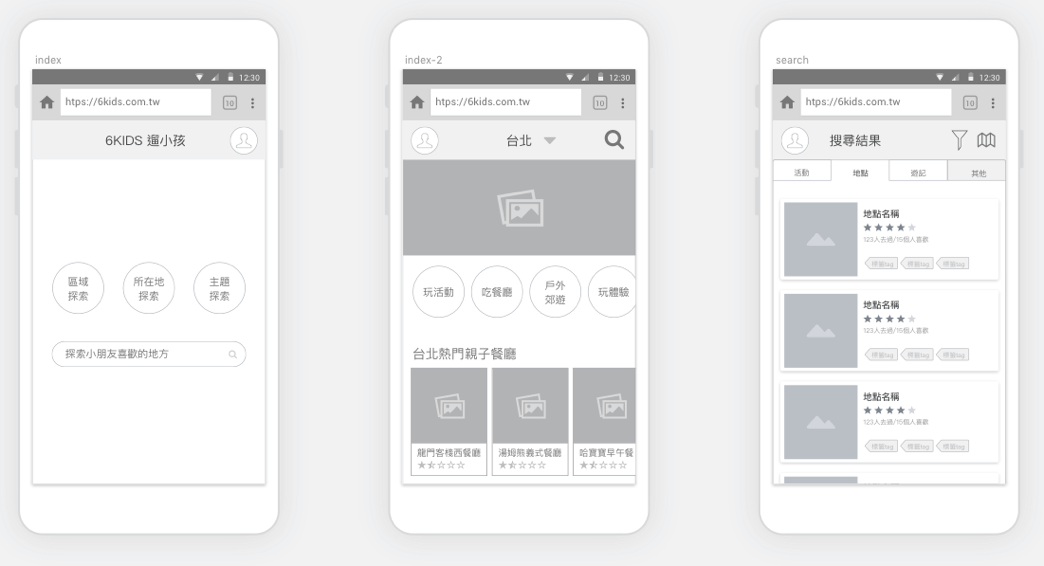 index
12:30
htps://6kids.com.tw
10
6KIDS 遛小孩
區域
探索
所在地
探索
主題
探索
探索小朋友喜歡的地方
index-2
12:30
htps://6kids.com.tw
10
台北
玩活動
吃餐廳
戶外
郊遊
玩體驗
台北熱門親子餐廳
龍門客棧西餐廳
湯姆熊義式餐廳
哈寶寶早午餐
search
12:30
htps://6kids.com.tw
10
搜尋結果
活動
地點
遊記
其他
地點名稱
123人去過/15個人喜歡
標籤tag 標籤tag 標籤tag
地點名稱
123人去過/15個人喜歡
標籤tag 標籤tag 標籤tag
地點名稱
123人去過/15個人喜歡
標籤tag 標籤tag 標籤tag